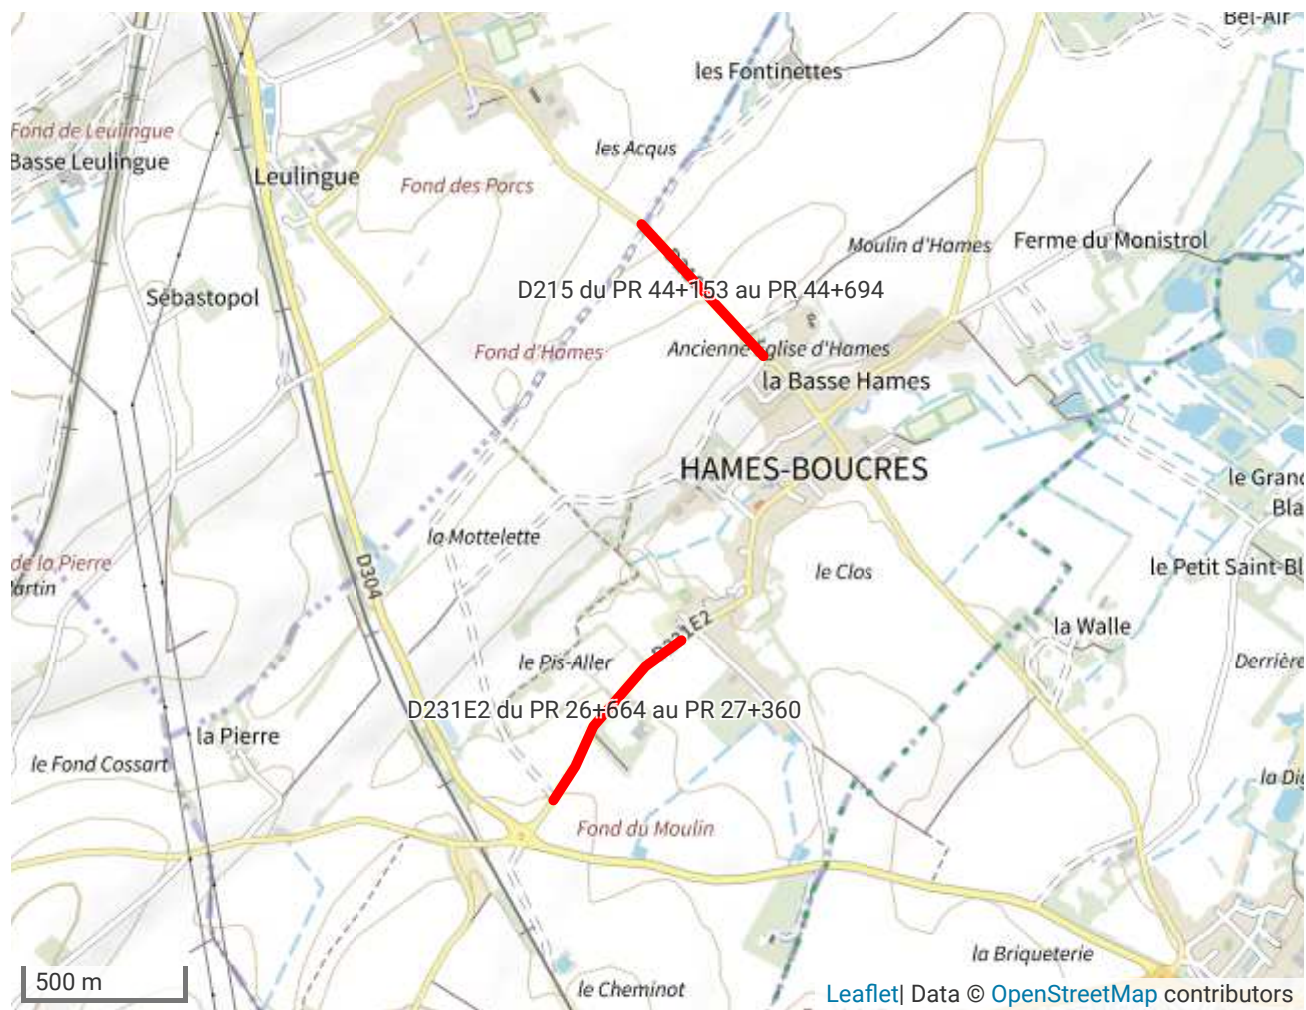 Bel-Air
les Fontinettes
Fond de Leulingue
Basse Leulingue
les Acqus
Leulingue
Fond des Porcs
Moulin d'Hames
Ferme du Monistrol
Sébastopol
D215 du PR 44+153 au PR 44+694
Fond d'Hames
Ancienne Église d'Hames
la Basse Hames
HAMES-BOUCRES
le Grand
Bla
la Mottelette
de la Pierre
artin
D304
le Clos
le Petit Saint-Bl
D231E2
la Walle
le Pis-Aller
Derrière
D231E2 du PR 26+664 au PR 27+360
la Pierre
le Fond Cossart
la Dig
Fond du Moulin
la Briqueterie
500 m
le Cheminot
Leaflet| Data © OpenStreetMap contributors